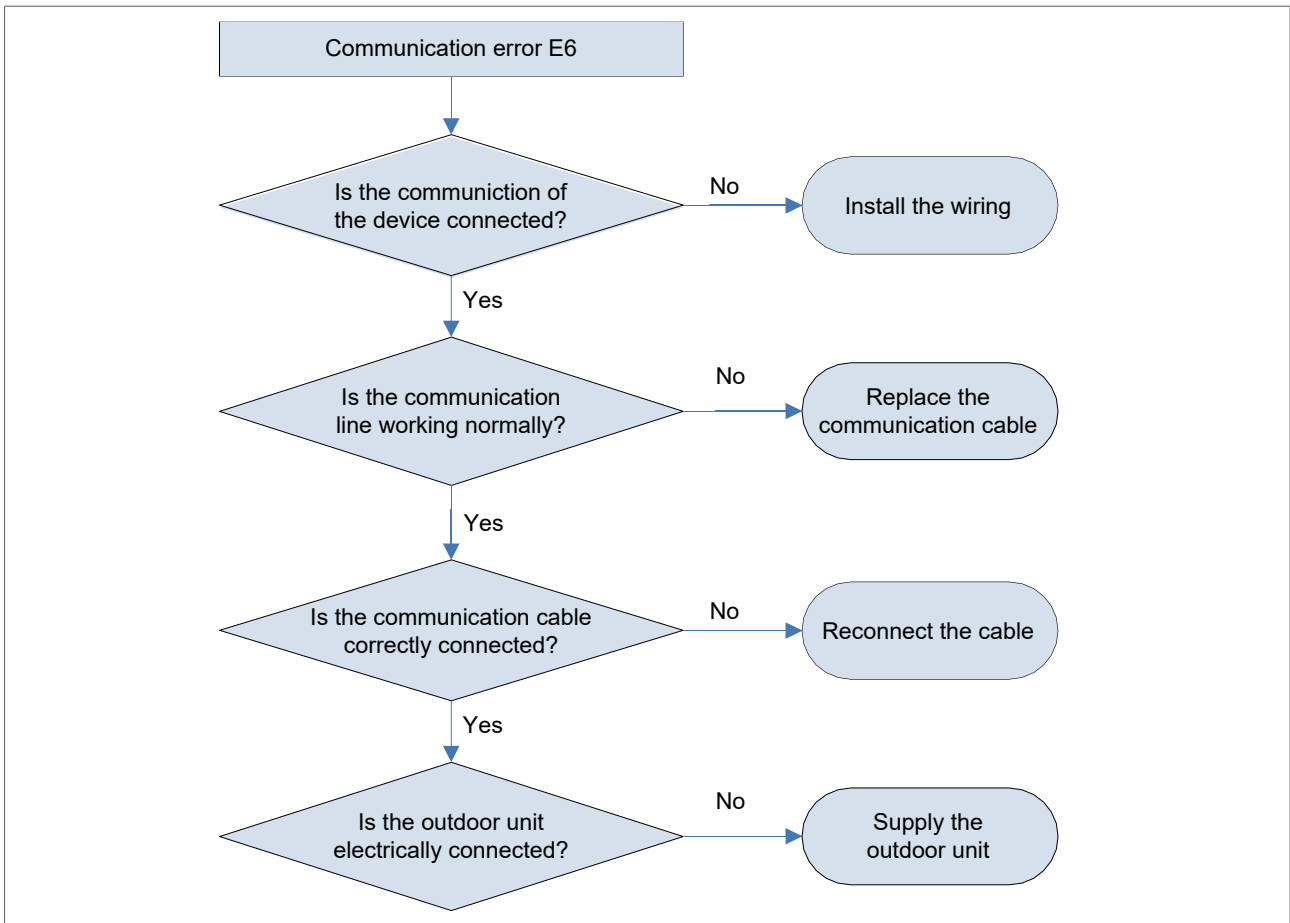 Communication error E6
Is the communiction of
the device connected?
No
Install the wiring
Yes
Is the communication
line working normally?
No
Replace the
communication cable
Yes
Is the communication cable
correctly connected?
No
Reconnect the cable
Yes
Is the outdoor unit
electrically connected?
No
Supply the
outdoor unit